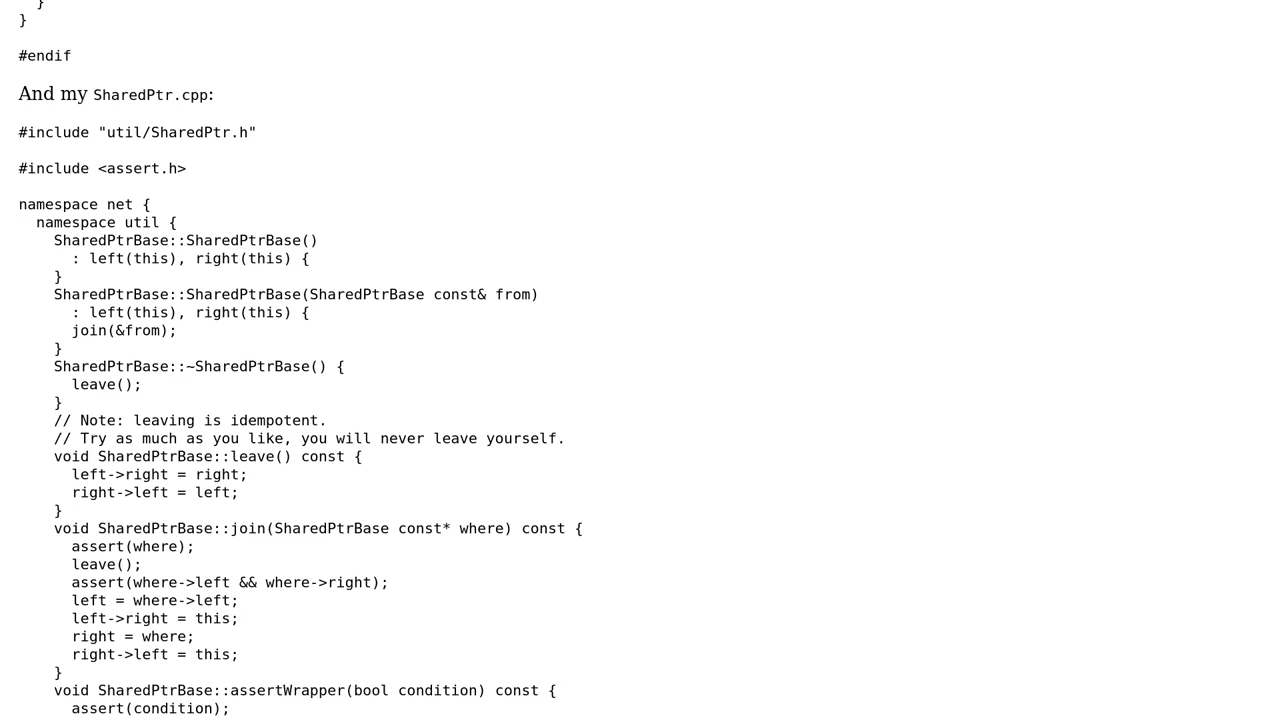 }
}
#endif
And my SharedPtr.cpp:
#include "util/SharedPtr.h"
#include <assert.h>
namespace net {
namespace util {
SharedPtrBase::SharedPtrBase()
: left(this), right(this) {
}
SharedPtrBase::SharedPtrBase(SharedPtrBase const& from)
: left(this), right(this) {
join(&from);
}
SharedPtrBase::~SharedPtrBase() {
leave();
}
// Note: leaving is idempotent.
// Try as much as you like, you will never leave yourself.
void SharedPtrBase::leave() const {
left->right = right;
right->left = left;
}
void SharedPtrBase::join(SharedPtrBase const* where) const {
assert(where);
leave();
assert(where->left && where->right);
left = where->left;
left->right = this;
right = where;
right->left = this;
}
void SharedPtrBase::assertWrapper(bool condition) const {
assert(condition);